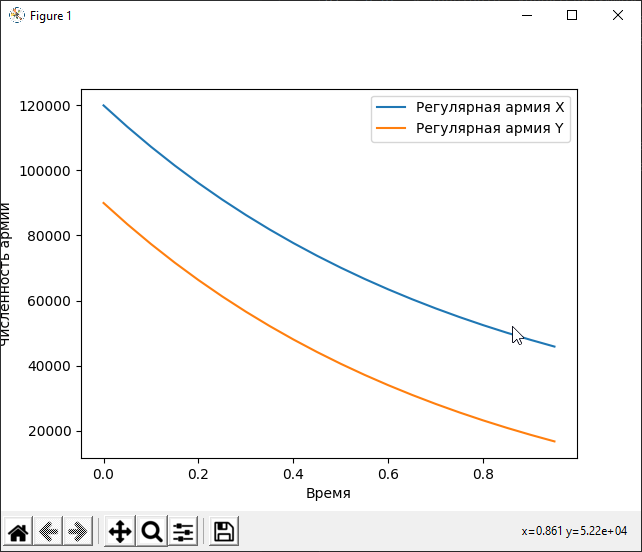 Figure 1
Регулярная армия X
Регулярная армия Y
120000
100000
80000
60000
40000
20000
численность армии
0.0 0.2 0.4 0.6 0.8
Время
x=0.861 y=5.22e+04